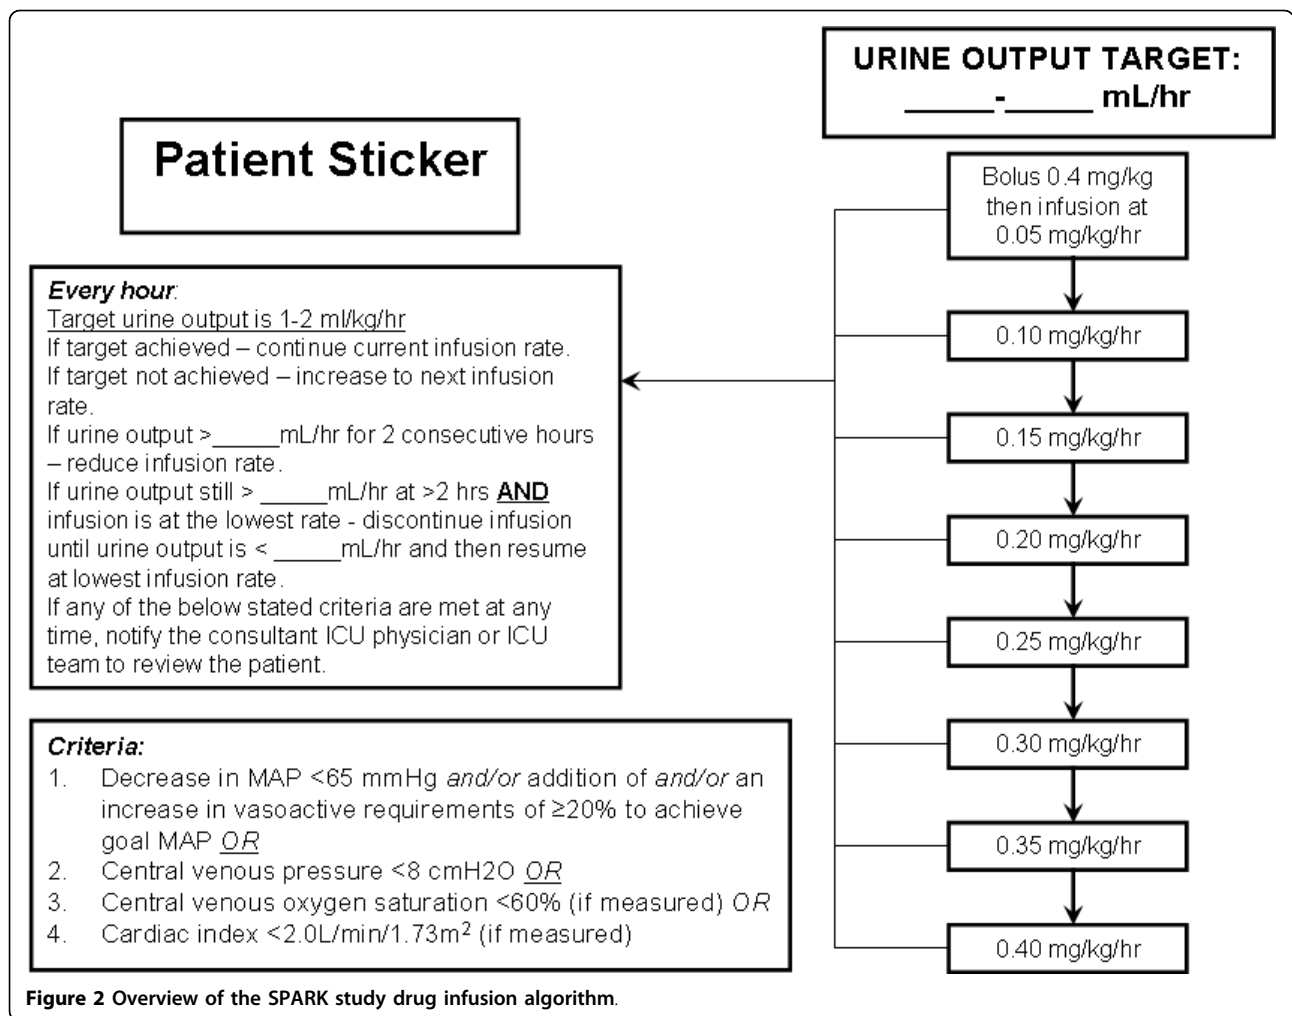 URINE OUTPUT TARGET:
_____-_____ mL/hr
Patient Sticker
Bolus 0.4 mg/kg
then infusion at
0.05 mg/kg/hr
0.10 mg/kg/hr
0.15 mg/kg/hr
0.20 mg/kg/hr
0.25 mg/kg/hr
0.30 mg/kg/hr
0.35 mg/kg/hr
0.40 mg/kg/hr
Every hour:
Target urine output is 1-2 ml/kg/hr
If target achieved – continue current infusion rate.
If target not achieved – increase to next infusion
rate.
If urine output >_____mL/hr for 2 consecutive hours
– reduce infusion rate.
If urine output still > _____mL/hr at >2 hrs AND
infusion is at the lowest rate - discontinue infusion
until urine output is < _____mL/hr and then resume
at lowest infusion rate.
If any of the below stated criteria are met at any
time, notify the consultant ICU physician or ICU
team to review the patient.
Criteria:
1. Decrease in MAP <65 mmHg and/or addition of and/or an
increase in vasoactive requirements of ≥20% to achieve
goal MAP OR
2. Central venous pressure <8 cmH2O OR
3. Central venous oxygen saturation <60% (if measured) OR
4. Cardiac index <2.0L/min/1.73m² (if measured)
Figure 2 Overview of the SPARK study drug infusion algorithm.